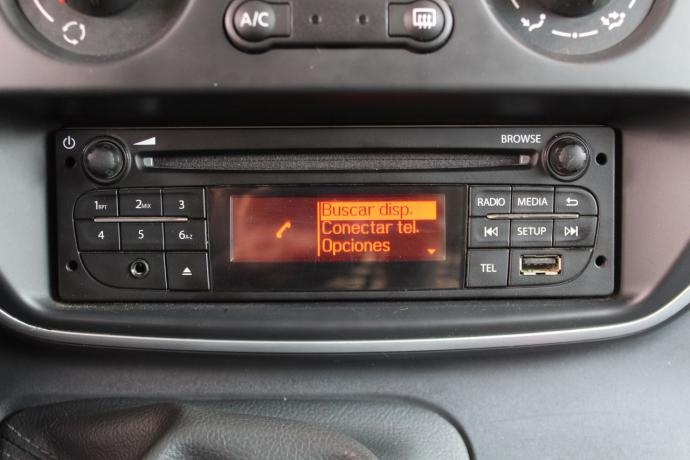 A/C
BROWSE
1RPT 2MIX 3
4 5 6A-Z
Buscar disp.
Conectar tel.
Opciones
RADIO MEDIA
SETUP
TEL